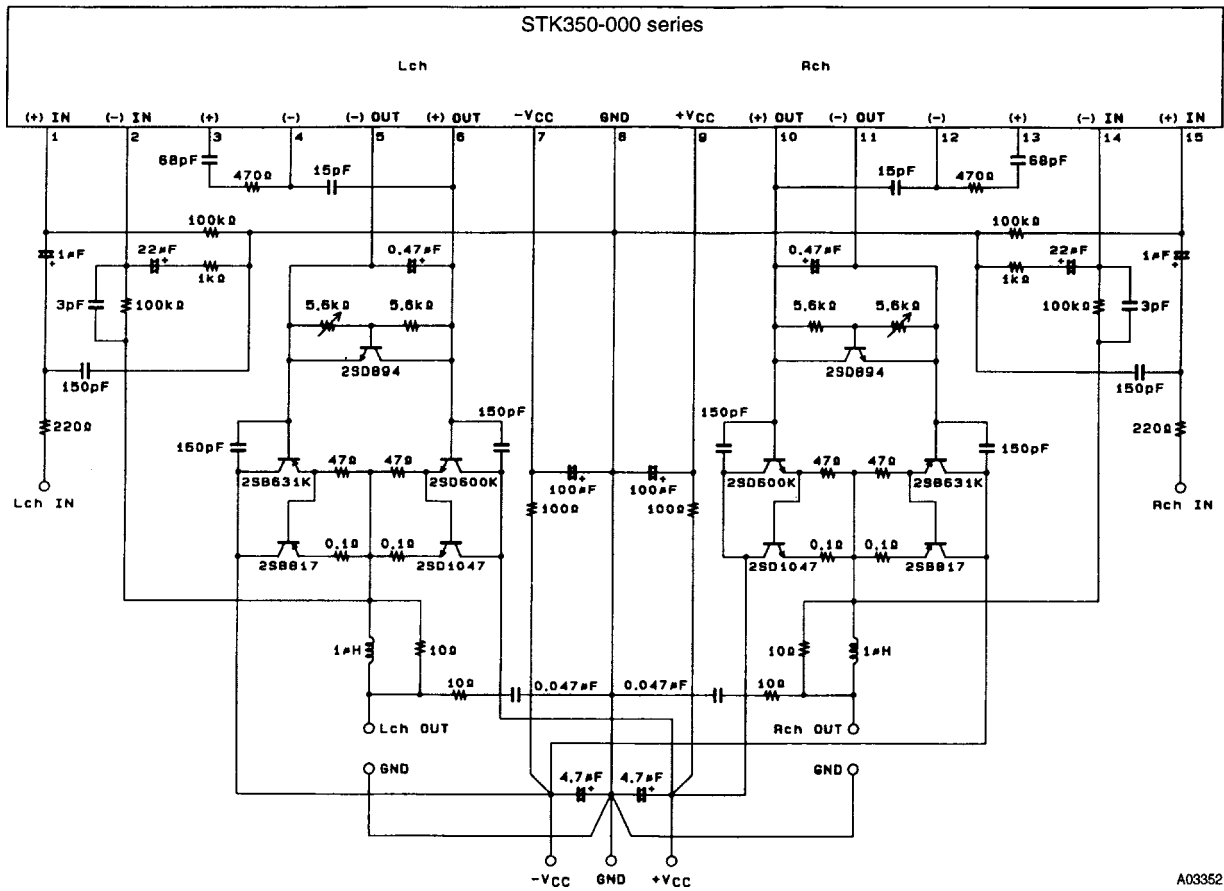 STK350-000 series
Lch Rch
(+) IN (-) IN (+) (-) (-) OUT (+) OUT -VCC GND +VCC (+) OUT (-) OUT (-) (+) (-) IN (+) IN
1 2 3 4 5 6 7 8 9 10 11 12 13 14 15
68pF 15pF 15pF 68pF
470Ω 470Ω
100kΩ 100kΩ
1μF 22μF 0.47μF 0.47μF 22μF 1μF
1kΩ 1kΩ
3pF 100kΩ 5.6kΩ 5.6kΩ 5.6kΩ 5.6kΩ 100kΩ 3pF
2SD894 2SD894
150pF 150pF
150pF 150pF
220Ω 150pF 150pF 220Ω
47Ω 47Ω 47Ω 47Ω
2SB631K 2SD600K 2SD600K 2SB631K
Lch IN 100μF 100μF Rch IN
100Ω 100Ω
0.1Ω 0.1Ω 0.1Ω 0.1Ω
2SB817 2SD1047 2SD1047 2SB817
1μH 10Ω 10Ω 1μH
10Ω 0.047μF 0.047μF 10Ω
Lch OUT Rch OUT
GND GND
4.7μF 4.7μF
-VCC GND +VCC
A03352